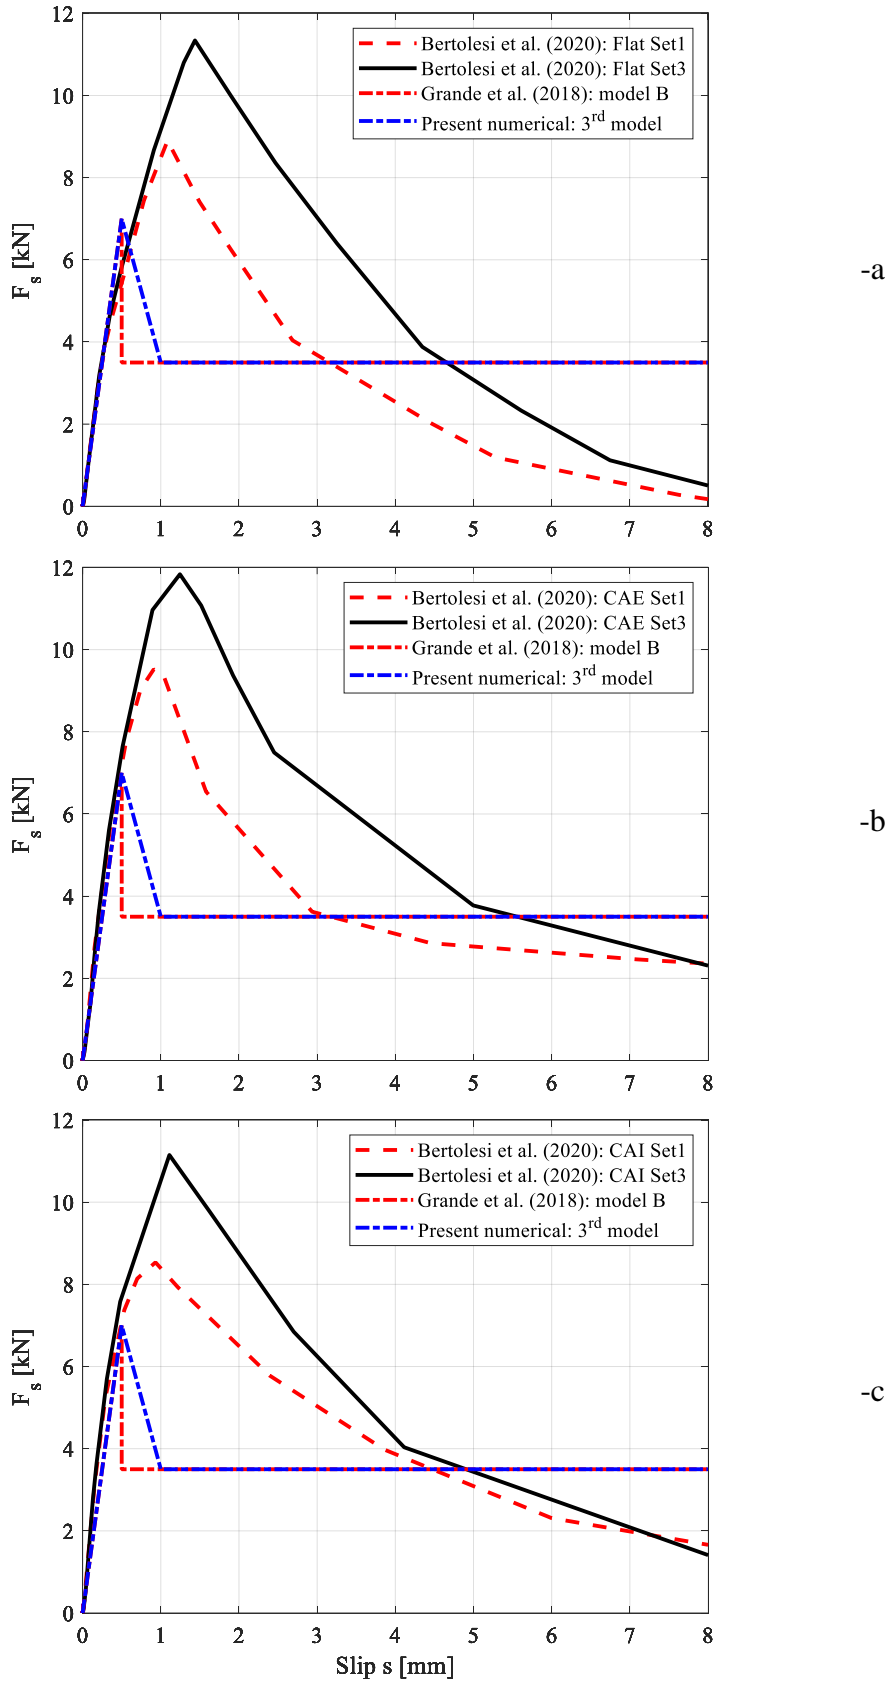 12
10
8
6
4
2
0
F_s [kN]
Bertolesi et al. (2020): Flat Set1
Bertolesi et al. (2020): Flat Set3
Grande et al. (2018): model B
Present numerical: 3rd model
0 1 2 3 4 5 6 7 8
-a
12
10
8
6
4
2
0
F_s [kN]
Bertolesi et al. (2020): CAE Set1
Bertolesi et al. (2020): CAE Set3
Grande et al. (2018): model B
Present numerical: 3rd model
0 1 2 3 4 5 6 7 8
-b
12
10
8
6
4
2
0
F_s [kN]
Bertolesi et al. (2020): CAI Set1
Bertolesi et al. (2020): CAI Set3
Grande et al. (2018): model B
Present numerical: 3rd model
0 1 2 3 4 5 6 7 8
Slip s [mm]
-c